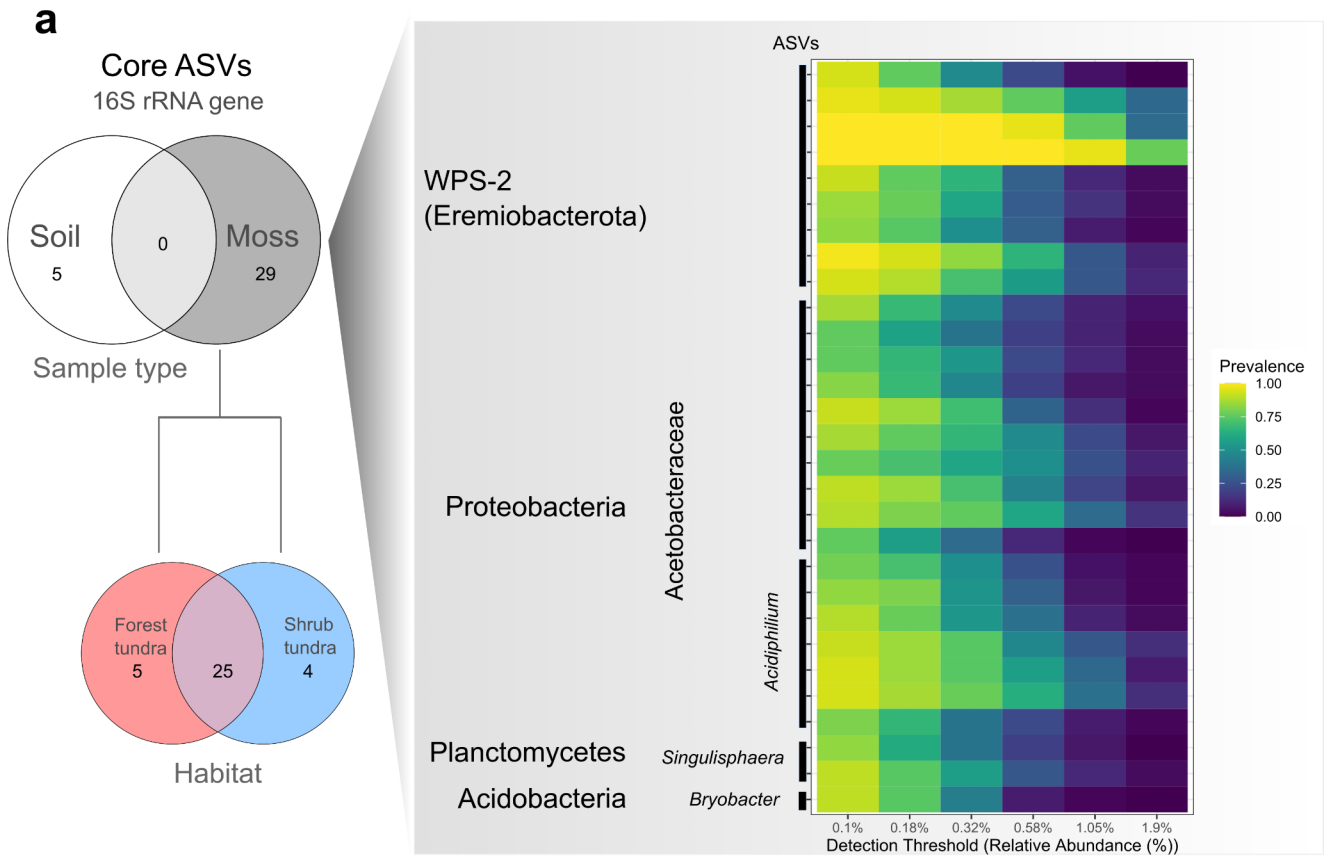 a
Core ASVs
16S rRNA gene
Soil
5
0
Moss
29
Sample type
Forest
tundra
5
25
Shrub
tundra
4
Habitat
ASVs
WPS-2
(Eremiobacterota)
Proteobacteria
Acetobacteraceae
Acidiphilium
Planctomycetes
Singulisphaera
Acidobacteria
Bryobacter
0.1% 0.18% 0.32% 0.58% 1.05% 1.9%
Detection Threshold (Relative Abundance (%))
Prevalence
1.00
0.75
0.50
0.25
0.00